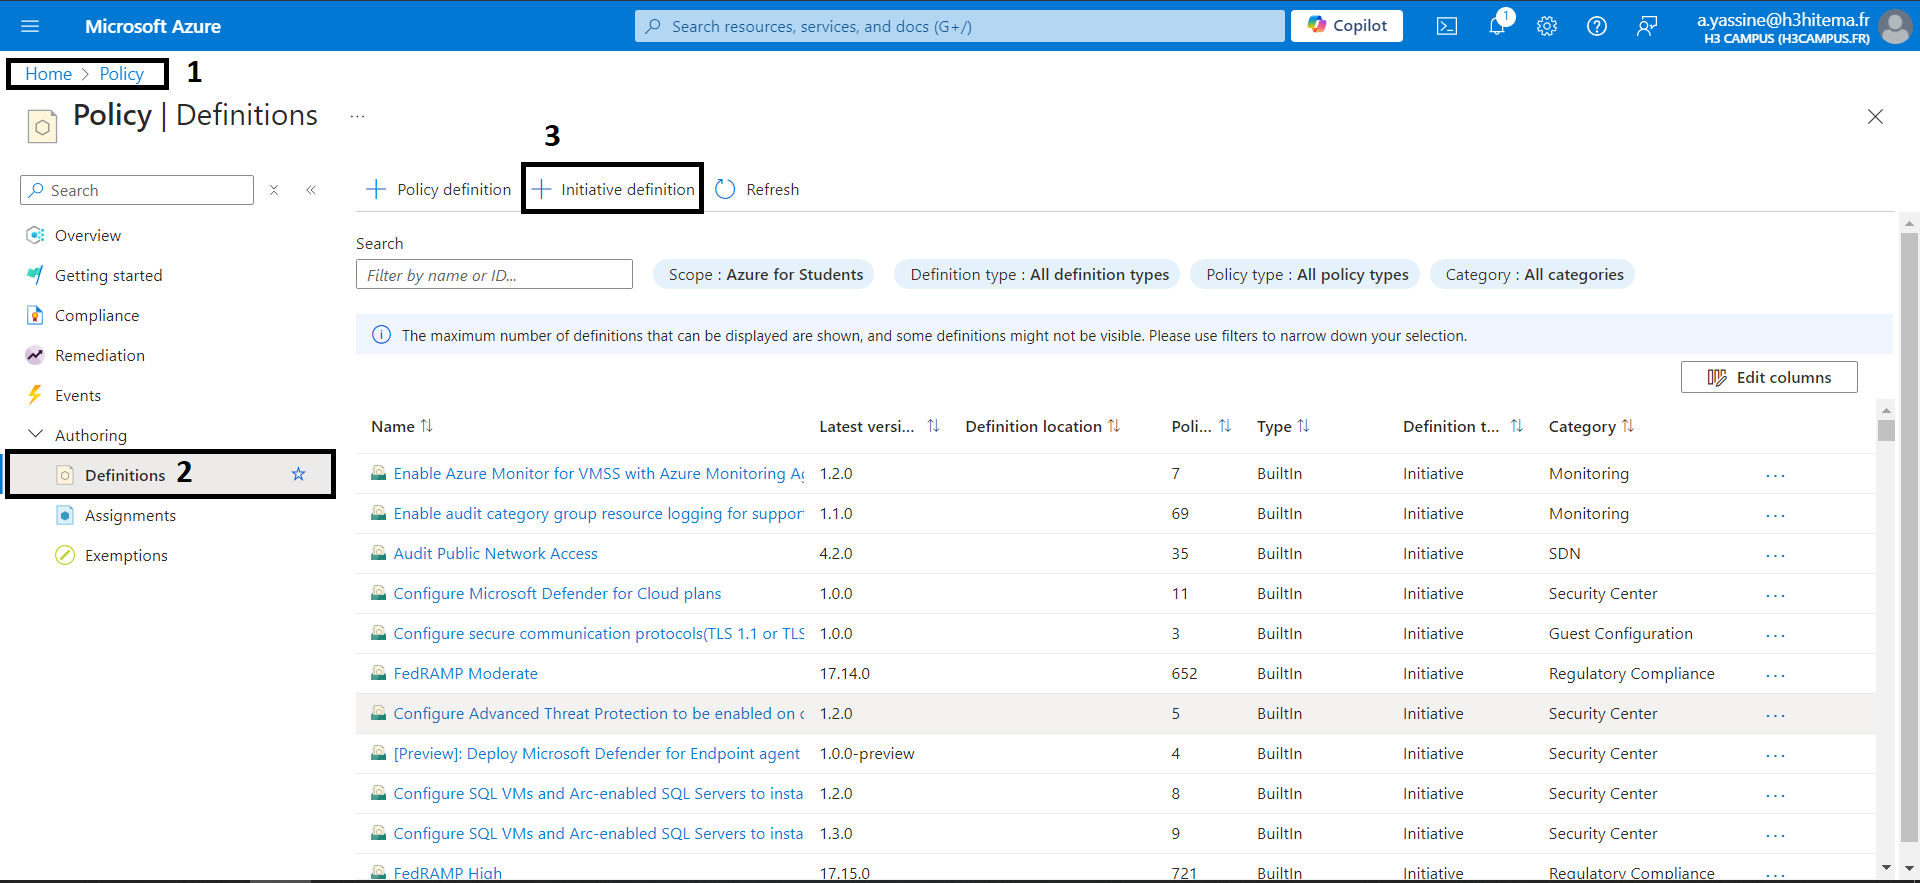 Microsoft Azure
Search resources, services, and docs (G+/)
Copilot
1
a.yassine@h3hitema.fr
H3 CAMPUS (H3CAMPUS.FR)
Home > Policy
1
Policy | Definitions ...
3
Search
Policy definition
Initiative definition
Refresh
Overview
Getting started
Compliance
Remediation
Events
Authoring
Definitions 2
Assignments
Exemptions
Search
Filter by name or ID...
Scope : Azure for Students
Definition type : All definition types
Policy type : All policy types
Category : All categories
The maximum number of definitions that can be displayed are shown, and some definitions might not be visible. Please use filters to narrow down your selection.
Edit columns
Name Latest versi... Definition location Poli... Type Definition t... Category
Enable Azure Monitor for VMSS with Azure Monitoring Ag 1.2.0 7 BuiltIn Initiative Monitoring ...
Enable audit category group resource logging for suppor 1.1.0 69 BuiltIn Initiative Monitoring ...
Audit Public Network Access 4.2.0 35 BuiltIn Initiative SDN ...
Configure Microsoft Defender for Cloud plans 1.0.0 11 BuiltIn Initiative Security Center ...
Configure secure communication protocols(TLS 1.1 or TLS 1.0.0 3 BuiltIn Initiative Guest Configuration ...
FedRAMP Moderate 17.14.0 652 BuiltIn Initiative Regulatory Compliance ...
Configure Advanced Threat Protection to be enabled on 1.2.0 5 BuiltIn Initiative Security Center ...
[Preview]: Deploy Microsoft Defender for Endpoint agent 1.0.0-preview 4 BuiltIn Initiative Security Center ...
Configure SQL VMs and Arc-enabled SQL Servers to insta 1.2.0 8 BuiltIn Initiative Security Center ...
Configure SQL VMs and Arc-enabled SQL Servers to insta 1.3.0 9 BuiltIn Initiative Security Center ...
FedRAMP High 17.15.0 721 BuiltIn Initiative Regulatory Compliance ...